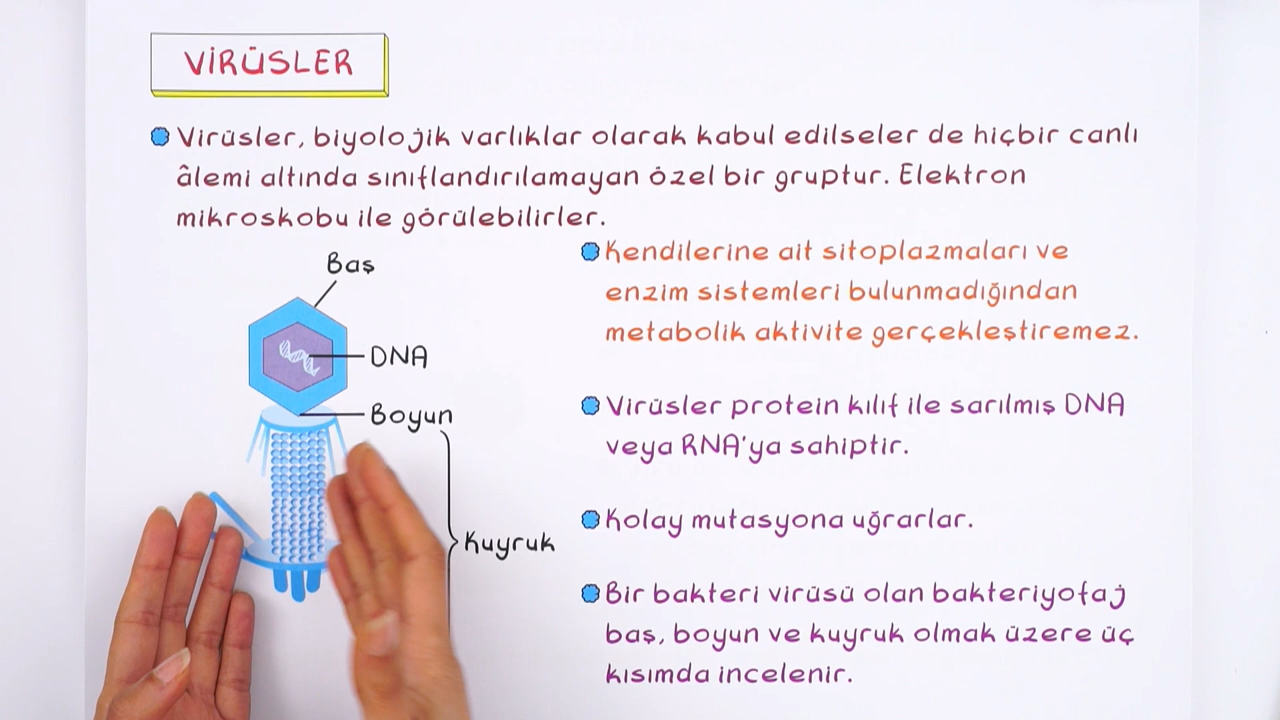 VİRÜSLER
Virüsler, biyolojik varlıklar olarak kabul edilseler de hiçbir canlı
âlemi altında sınıflandırılamayan özel bir gruptur. Elektron
mikroskobu ile görülebilirler.
Baş
DNA
Boyun
Kuyruk
Kendilerine ait sitoplazmaları ve
enzim sistemleri bulunmadığından
metabolik aktivite gerçekleştiremez.
Virüsler protein kılıf ile sarılmış DNA
veya RNA'ya sahiptir.
Kolay mutasyona uğrarlar.
Bir bakteri virüsü olan bakteriyofaj
baş, boyun ve kuyruk olmak üzere üç
kısımda incelenir.